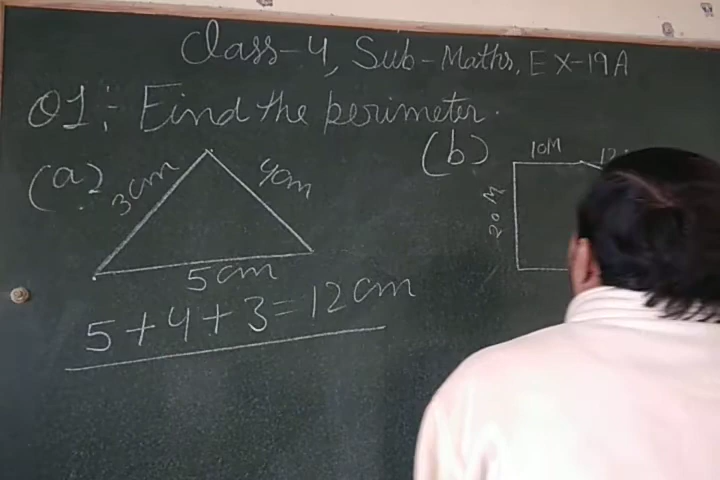 Class-4, Sub-Maths, EX-19A
Q1:- Find the perimeter.
(a)
3cm
4cm
5cm
5+4+3=12cm
(b)
10M
12
20 M